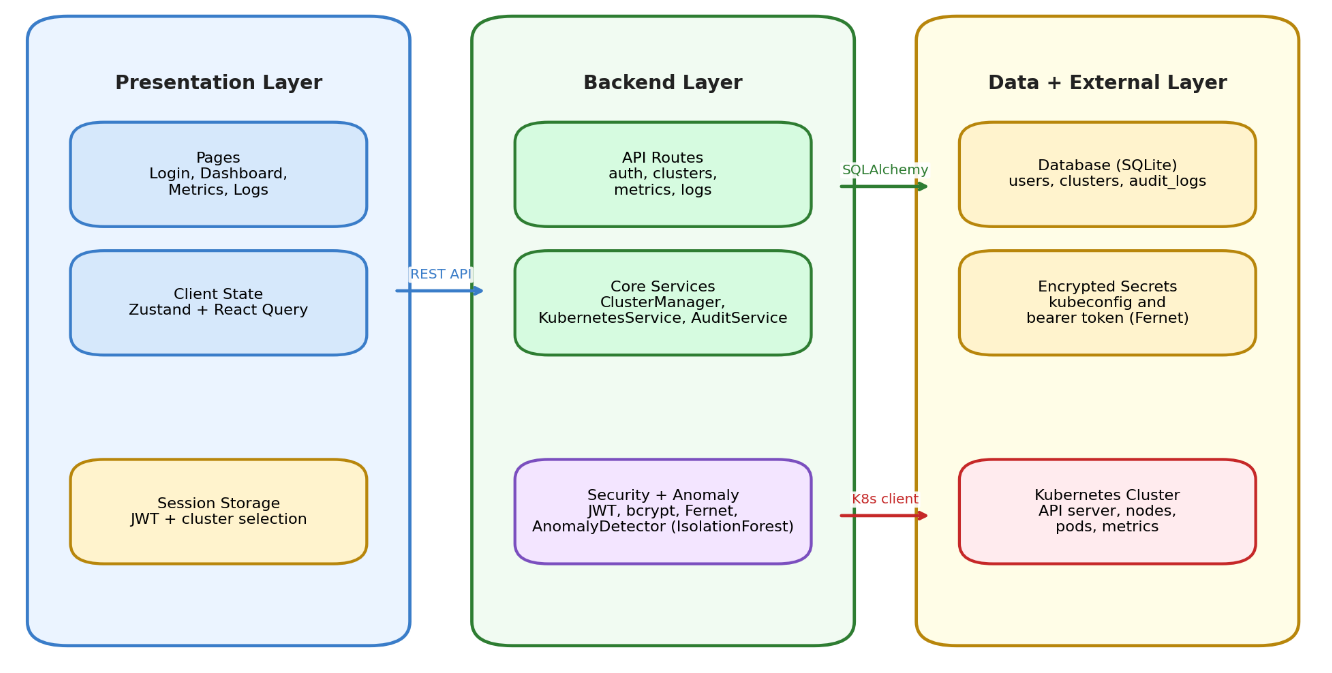 Presentation Layer
Pages
Login, Dashboard,
Metrics, Logs
Client State
Zustand + React Query
Session Storage
JWT + cluster selection
REST API
Backend Layer
API Routes
auth, clusters,
metrics, logs
Core Services
ClusterManager,
KubernetesService, AuditService
Security + Anomaly
JWT, bcrypt, Fernet,
AnomalyDetector (IsolationForest)
SQLAlchemy
K8s client
Data + External Layer
Database (SQLite)
users, clusters, audit_logs
Encrypted Secrets
kubeconfig and
bearer token (Fernet)
Kubernetes Cluster
API server, nodes,
pods, metrics